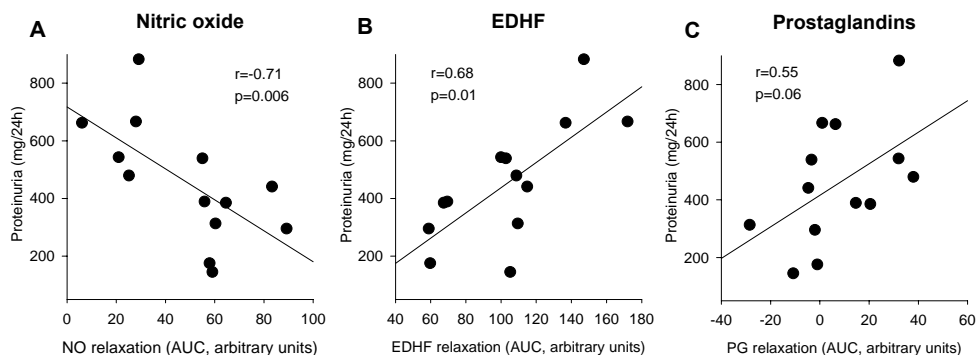 A
Nitric oxide
r=-0.71
p=0.006
Proteinuria (mg/24h)
800
600
400
200
0
20
40
60
80
100
NO relaxation (AUC, arbitrary units)
B
EDHF
r=0.68
p=0.01
Proteinuria (mg/24h)
800
600
400
200
40
60
80
100
120
140
160
180
EDHF relaxation (AUC, arbitrary units)
C
Prostaglandins
r=0.55
p=0.06
Proteinuria (mg/24h)
800
600
400
200
-40
-20
0
20
40
60
PG relaxation (AUC, arbitrary units)